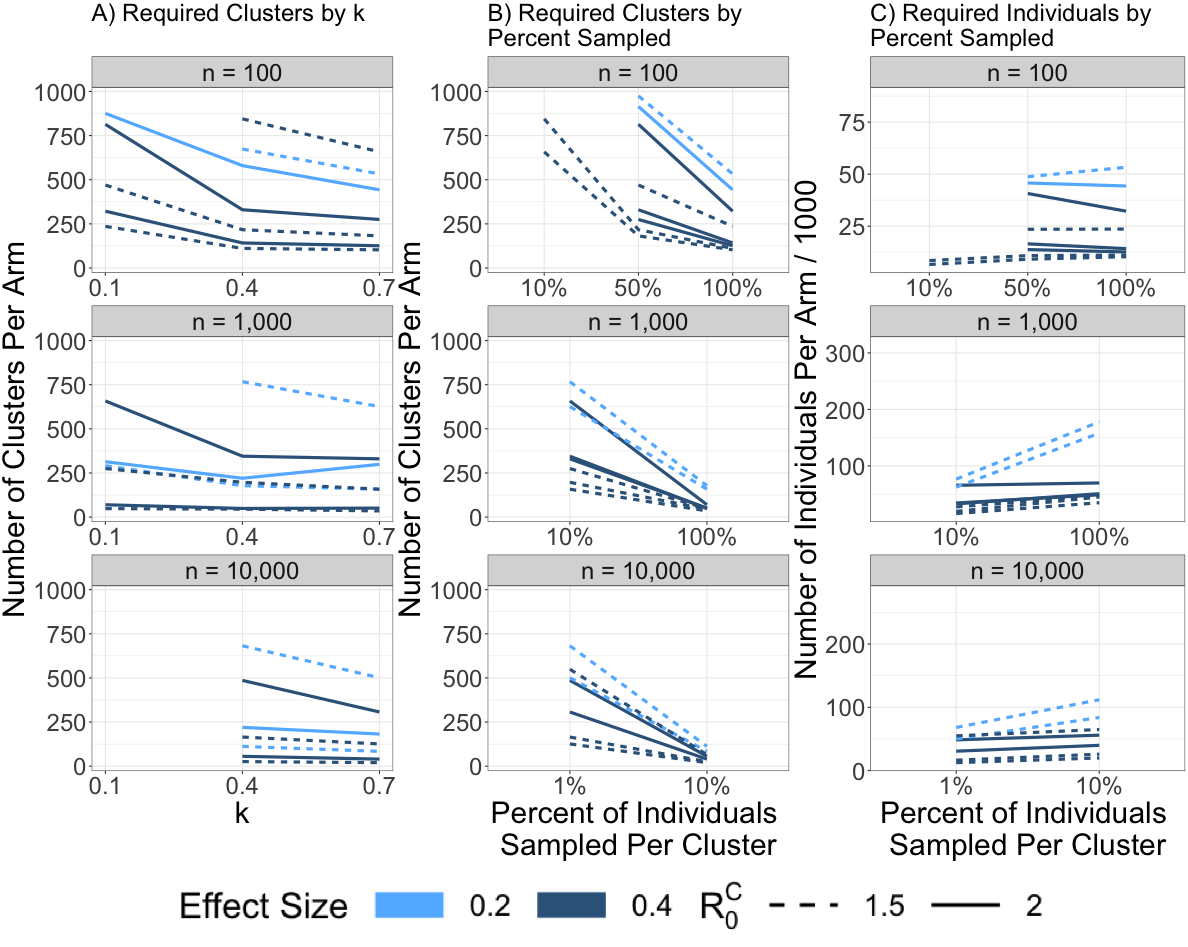 A) Required Clusters by k
n = 100
1000
750
500
250
0
0.1 0.4 0.7
n = 1,000
1000
750
500
250
0
0.1 0.4 0.7
n = 10,000
1000
750
500
250
0
0.1 0.4 0.7
k
Number of Clusters Per Arm
B) Required Clusters by
Percent Sampled
n = 100
1000
750
500
250
0
10% 50% 100%
n = 1,000
1000
750
500
250
0
10% 100%
n = 10,000
1000
750
500
250
0
1% 10%
Percent of Individuals
Sampled Per Cluster
Number of Clusters Per Arm
C) Required Individuals by
Percent Sampled
n = 100
75
50
25
10% 50% 100%
n = 1,000
300
200
100
10% 100%
n = 10,000
200
100
0
1% 10%
Percent of Individuals
Sampled Per Cluster
Number of Individuals Per Arm / 1000
Effect Size 0.2 0.4 R₀ᶜ 1.5 2